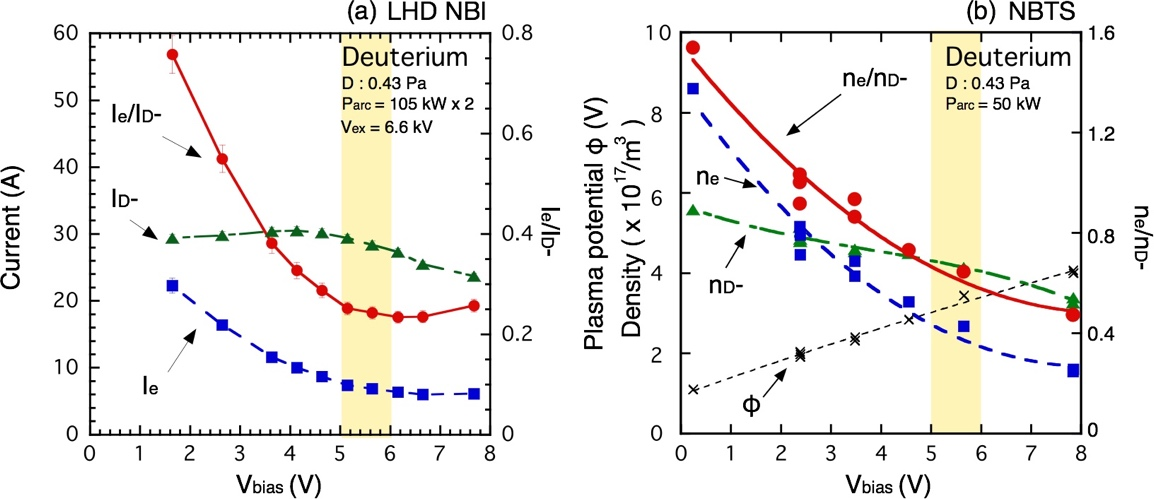 (a) LHD NBI
60
50
40
30
20
10
0
Current (A)
0.8
0.6
0.4
0.2
0
Ie/ID-
Deuterium
D : 0.43 Pa
Parc = 105 kW x 2
Vex = 6.6 kV
Ie/ID-
ID-
Ie
0 1 2 3 4 5 6 7 8
Vbias (V)
(b) NBTS
10
8
6
4
2
0
Plasma potential ϕ (V)
Density ( x 10¹⁷/m³)
1.6
1.2
0.8
0.4
0
ne/nD-
Deuterium
D : 0.43 Pa
Parc = 50 kW
ne/nD-
ne
nD-
ϕ
0 1 2 3 4 5 6 7 8
Vbias (V)